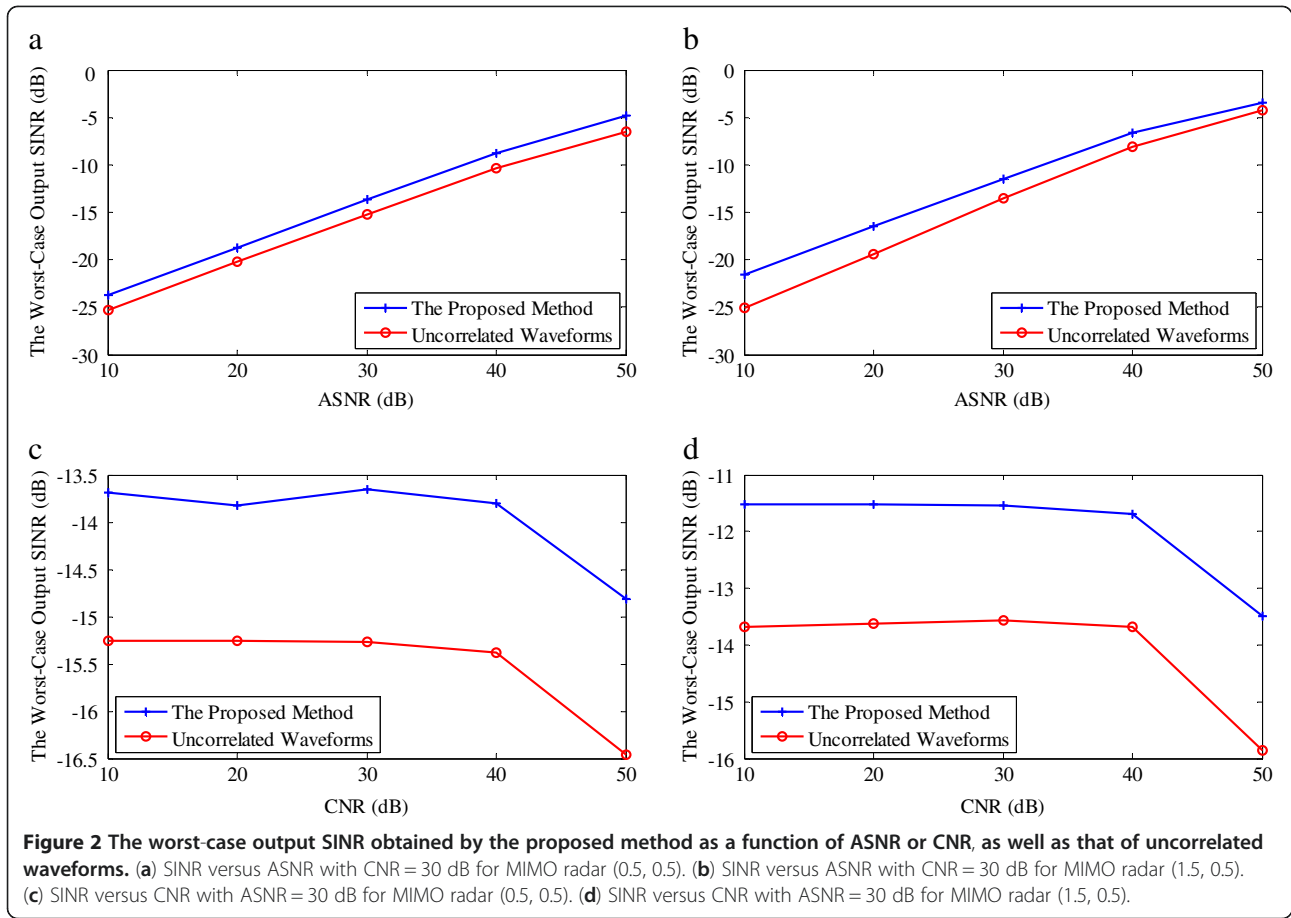 a
0
-5
-10
-15
-20
-25
-30
The Worst-Case Output SINR (dB)
The Proposed Method
Uncorrelated Waveforms
10 20 30 40 50
ASNR (dB)
b
0
-5
-10
-15
-20
-25
-30
The Worst-Case Output SINR (dB)
The Proposed Method
Uncorrelated Waveforms
10 20 30 40 50
ASNR (dB)
c
-13.5
-14
-14.5
-15
-15.5
-16
-16.5
The Worst-Case Output SINR (dB)
The Proposed Method
Uncorrelated Waveforms
10 20 30 40 50
CNR (dB)
d
-11
-12
-13
-14
-15
-16
The Worst-Case Output SINR (dB)
The Proposed Method
Uncorrelated Waveforms
10 20 30 40 50
CNR (dB)
Figure 2 The worst-case output SINR obtained by the proposed method as a function of ASNR or CNR, as well as that of uncorrelated
waveforms. (a) SINR versus ASNR with CNR = 30 dB for MIMO radar (0.5, 0.5). (b) SINR versus ASNR with CNR = 30 dB for MIMO radar (1.5, 0.5).
(c) SINR versus CNR with ASNR = 30 dB for MIMO radar (0.5, 0.5). (d) SINR versus CNR with ASNR = 30 dB for MIMO radar (1.5, 0.5).